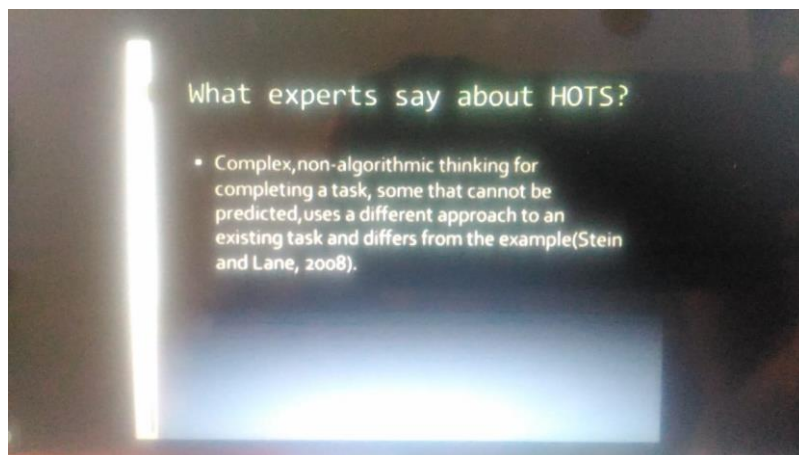 What experts say about HOTS?
▪ Complex,non-algorithmic thinking for
completing a task, some that cannot be
predicted,uses a different approach to an
existing task and differs from the example(Stein
and Lane, 2008).